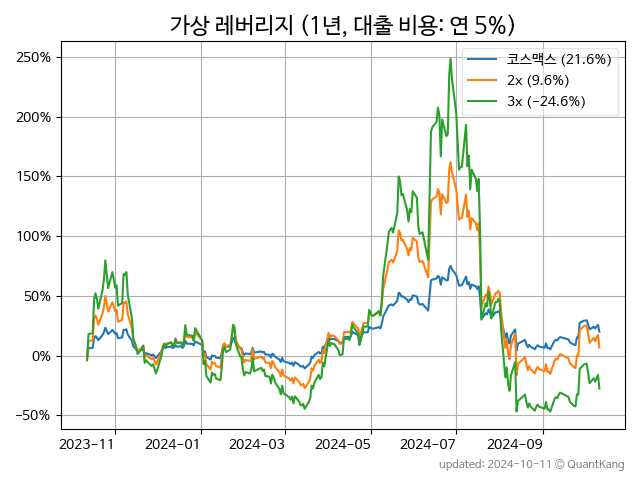 가상 레버리지 (1년, 대출 비용: 연 5%)
코스맥스 (21.6%)
2x (9.6%)
3x (−24.6%)
250%
200%
150%
100%
50%
0%
−50%
2023-11
2024-01
2024-03
2024-05
2024-07
2024-09
updated: 2024-10-11 © QuantKang